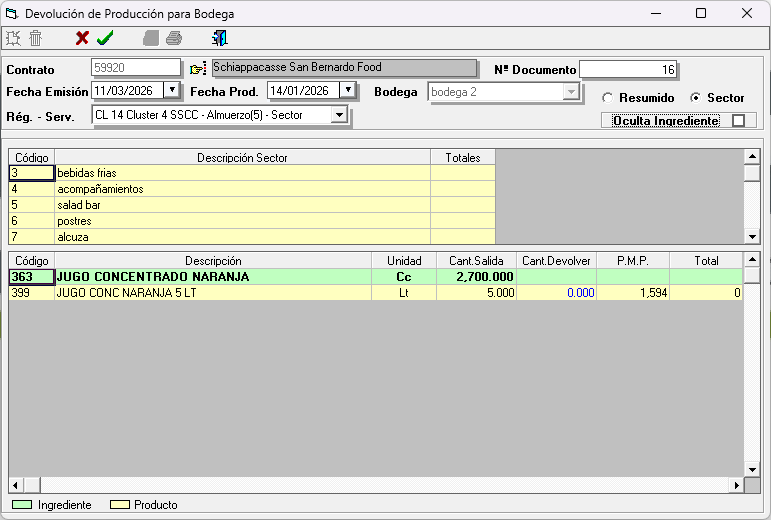 Devolución de Producción para Bodega
Contrato 59920 Schiappacasse San Bernardo Food Nº Documento 16
Fecha Emisión 11/03/2026 Fecha Prod. 14/01/2026 Bodega bodega 2 Resumido Sector
Rég. - Serv. CL 14 Cluster 4 SSCC - Almuerzo(5) - Sector Oculta Ingrediente
Código Descripción Sector Totales
3 bebidas frias
4 acompañamientos
5 salad bar
6 postres
7 alcuza
Código Descripción Unidad Cant.Salida Cant.Devolver P.M.P. Total
363 JUGO CONCENTRADO NARANJA Cc 2,700.000
399 JUGO CONC NARANJA 5 LT Lt 5.000 0.000 1,594 0
Ingrediente Producto